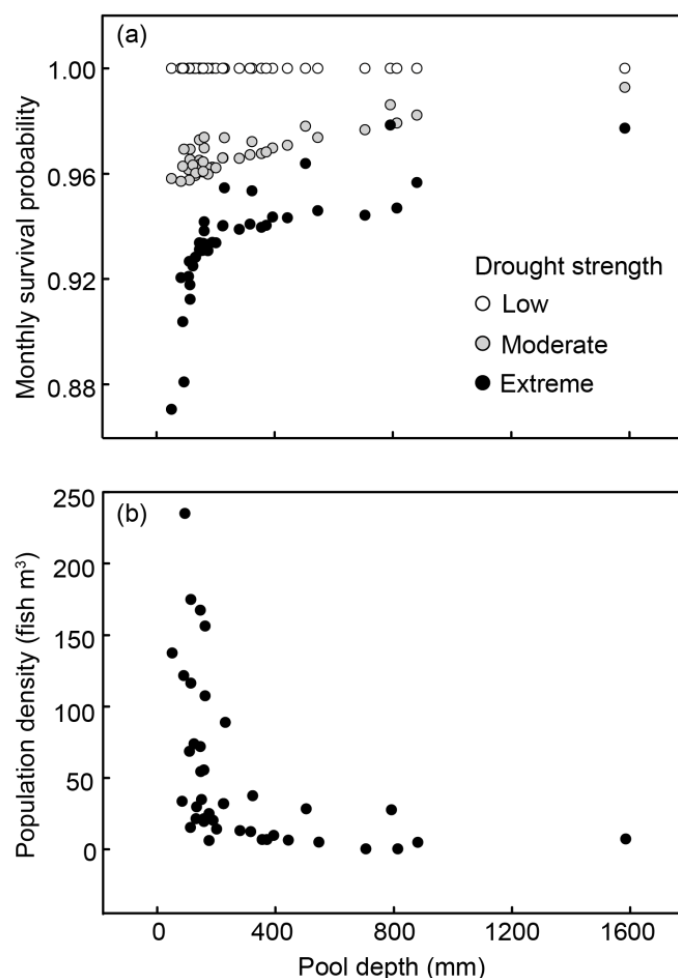 (a)
1.00
0.96
0.92
0.88
Monthly survival probability
Drought strength
Low
Moderate
Extreme
(b)
250
200
150
100
50
0
Population density (fish m³)
0 400 800 1200 1600
Pool depth (mm)